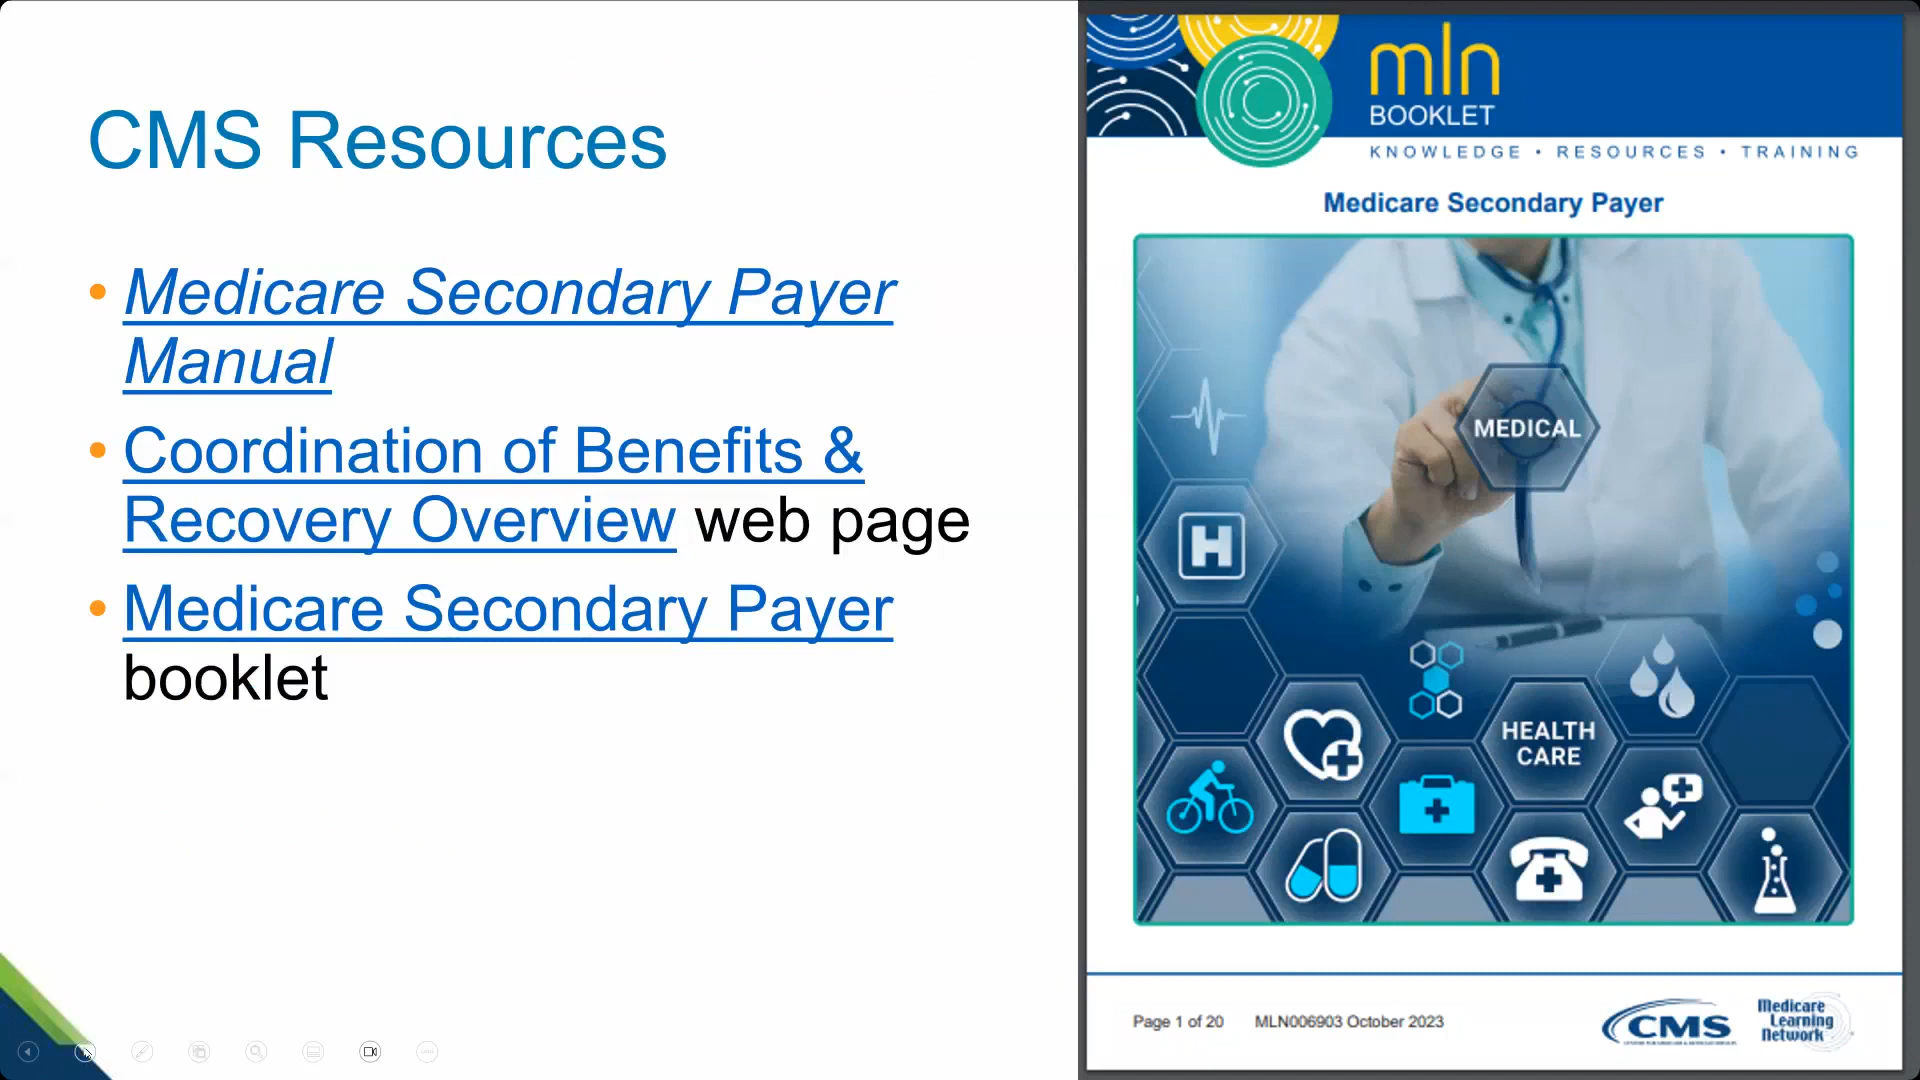 CMS Resources
• Medicare Secondary Payer
Manual
• Coordination of Benefits &
Recovery Overview web page
• Medicare Secondary Payer
booklet
mln
BOOKLET
KNOWLEDGE • RESOURCES • TRAINING
Medicare Secondary Payer
MEDICAL
H
HEALTH
CARE
Page 1 of 20 MLN006903 October 2023
CMS
Medicare
Learning
Network